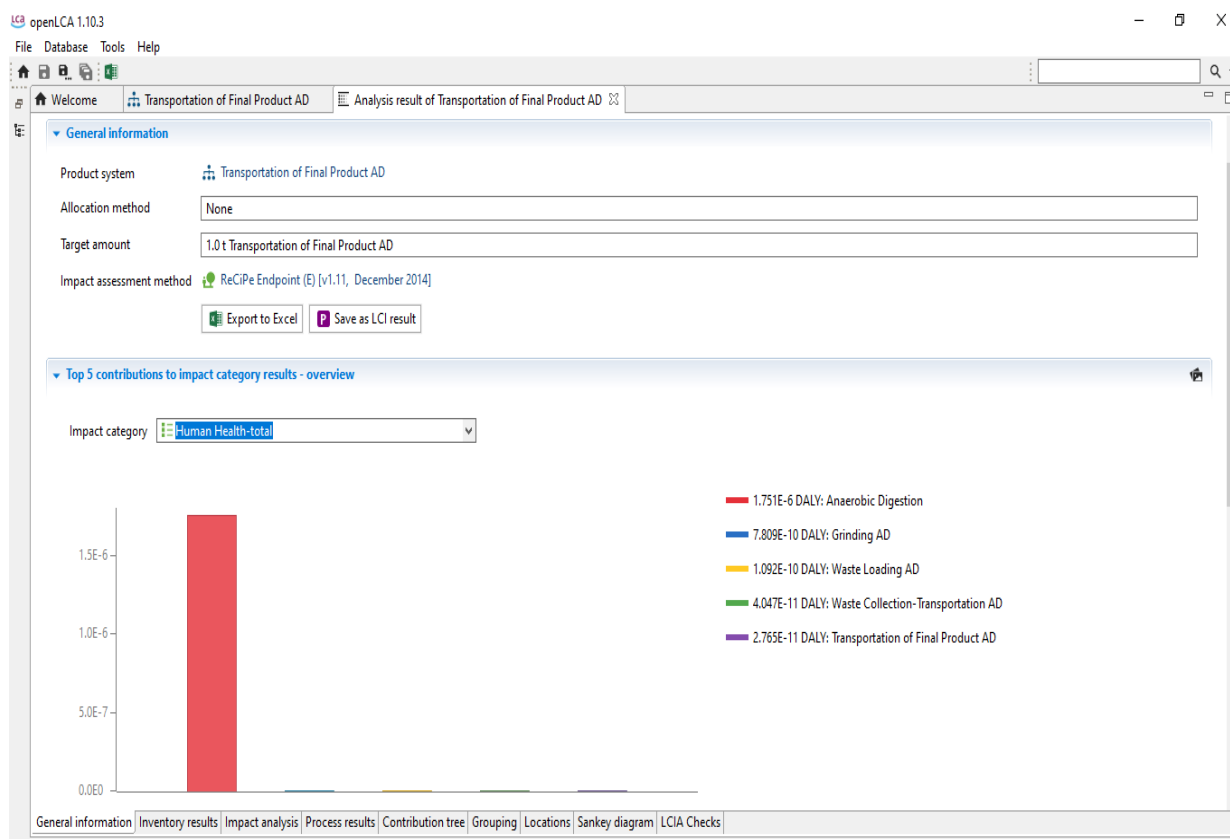 LCA openLCA 1.10.3
File Database Tools Help
Welcome Transportation of Final Product AD Analysis result of Transportation of Final Product AD
General information
Product system Transportation of Final Product AD
Allocation method None
Target amount 1.0 t Transportation of Final Product AD
Impact assessment method ReCiPe Endpoint (E) [v1.11, December 2014]
Export to Excel P Save as LCI result
Top 5 contributions to impact category results - overview
Impact category Human Health-total
1.751E-6 DALY: Anaerobic Digestion
7.809E-10 DALY: Grinding AD
1.092E-10 DALY: Waste Loading AD
4.047E-11 DALY: Waste Collection-Transportation AD
2.765E-11 DALY: Transportation of Final Product AD
1.5E-6
1.0E-6
5.0E-7
0.0E0
General information Inventory results Impact analysis Process results Contribution tree Grouping Locations Sankey diagram LCIA Checks